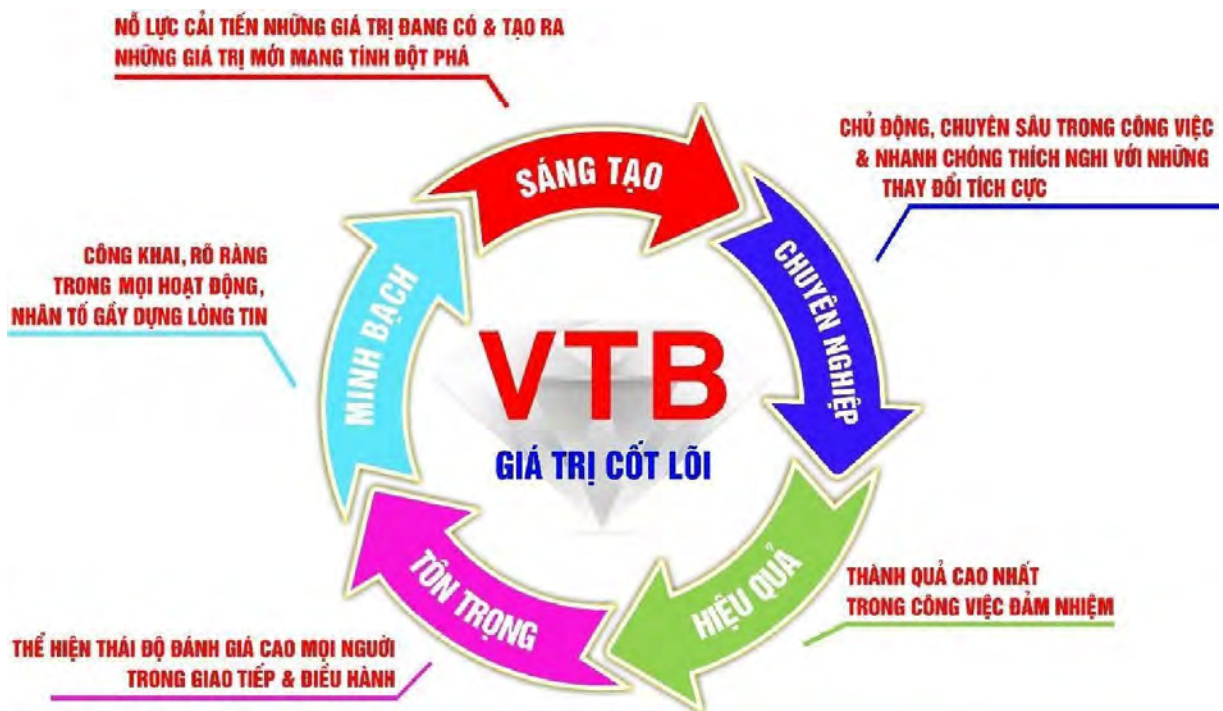 NỖ LỰC CẢI TIẾN NHỮNG GIÁ TRỊ ĐANG CÓ & TẠO RA
NHỮNG GIÁ TRỊ MỚI MANG TÍNH ĐỘT PHÁ
SÁNG TẠO
CHỦ ĐỘNG, CHUYÊN SÂU TRONG CÔNG VIỆC
& NHANH CHÓNG THÍCH NGHI VỚI NHỮNG
THAY ĐỔI TÍCH CỰC
CHUYÊN NGHIỆP
CÔNG KHAI, RÕ RÀNG
TRONG MỌI HOẠT ĐỘNG,
NHÂN TỐ GẦY DỰNG LÒNG TIN
MINH BẠCH
VTB
GIÁ TRỊ CỐT LÕI
HIỆU QUẢ
THÀNH QUẢ CAO NHẤT
TRONG CÔNG VIỆC ĐẢM NHIỆM
TÔN TRỌNG
THỂ HIỆN THÁI ĐỘ ĐÁNH GIÁ CAO MỌI NGƯỜI
TRONG GIAO TIẾP & ĐIỀU HÀNH